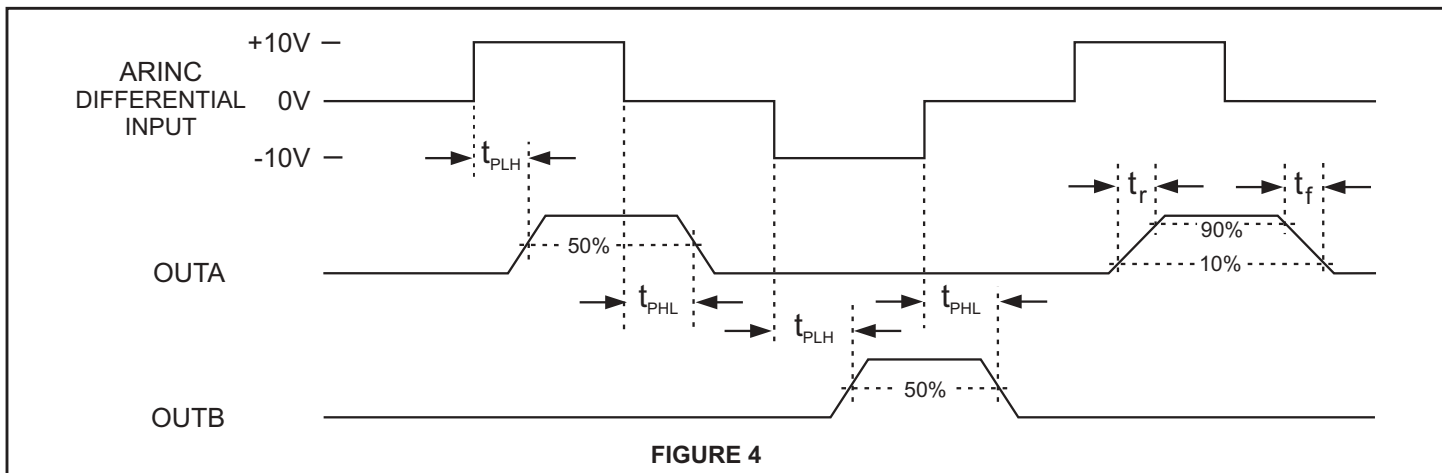 +10V
ARINC
DIFFERENTIAL
INPUT
0V
-10V
tPLH
tr
tf
OUTA
50%
90%
10%
tPHL
tPLH
tPHL
OUTB
50%
FIGURE 4